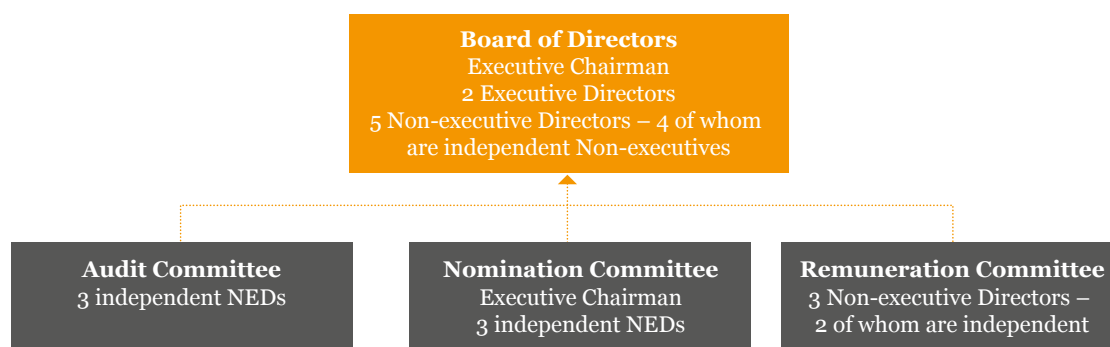 Board of Directors
Executive Chairman
2 Executive Directors
5 Non-executive Directors – 4 of whom
are independent Non-executives
Audit Committee
3 independent NEDs
Nomination Committee
Executive Chairman
3 independent NEDs
Remuneration Committee
3 Non-executive Directors –
2 of whom are independent